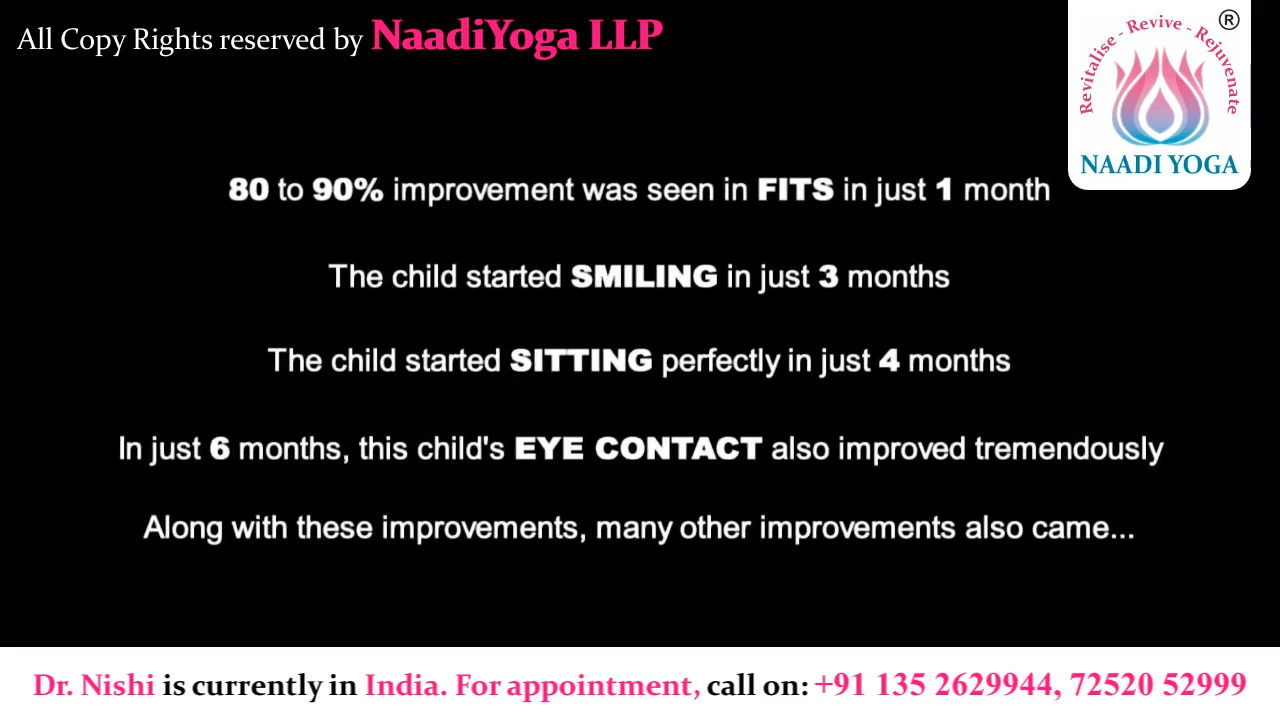 All Copy Rights reserved by NaadiYoga LLP
®
Revitalise - Revive - Rejuvenate
NAADI YOGA
80 to 90% improvement was seen in FITS in just 1 month
The child started SMILING in just 3 months
The child started SITTING perfectly in just 4 months
In just 6 months, this child's EYE CONTACT also improved tremendously
Along with these improvements, many other improvements also came...
Dr. Nishi is currently in India. For appointment, call on: +91 135 2629944, 72520 52999